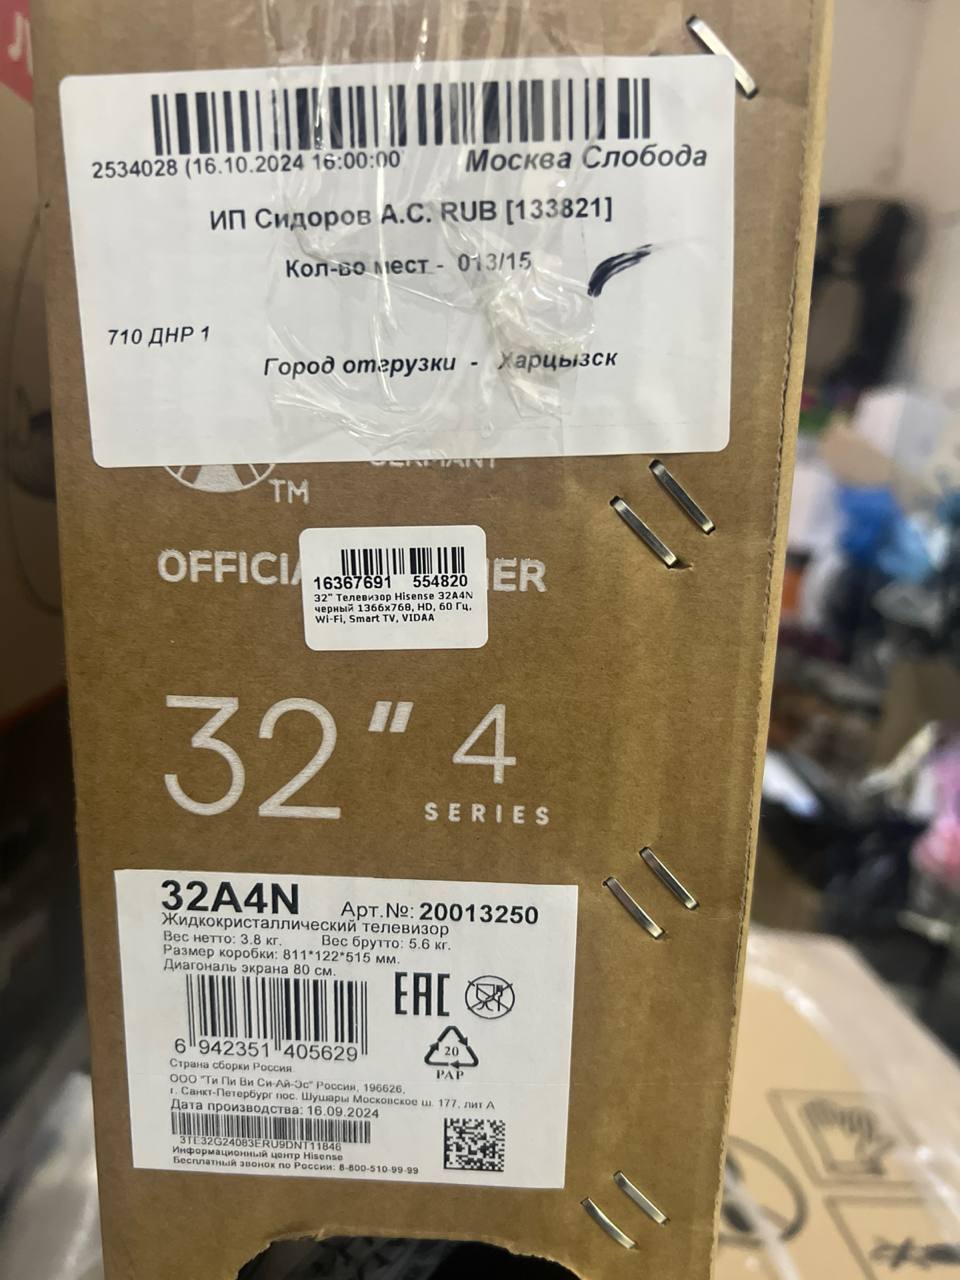 2534028 (16.10.2024 16:00:00
Москва Слобода
ИП Сидоров А.С. RUB [133821]
Кол-во мест - 013/15
710 ДНР 1
Город отгрузки - Харцызск
GERMANY
TM
OFFICIA
NER
16367691 554820
32" Телевизор Hisense 32A4N
черный 1366x768, HD, 60 Гц,
Wi-Fi, Smart TV, VIDAA
32" 4
SERIES
32A4N Арт.№: 20013250
Жидкокристаллический телевизор
Вес нетто: 3.8 кг. Вес брутто: 5.6 кг.
Размер коробки: 811*122*515 мм.
Диагональ экрана 80 см.
EAC
6 942351 405629
20
PAP
Страна сборки Россия
ООО "Ти Пи Ви Си-Ай-Эс" Россия, 196626,
г. Санкт-Петербург пос. Шушары Московское ш. 177, лит А
Дата производства: 16.09.2024
3TE32G24083ERU9DNT11846
Информационный центр Hisense
Бесплатный звонок по России: 8-800-510-99-99